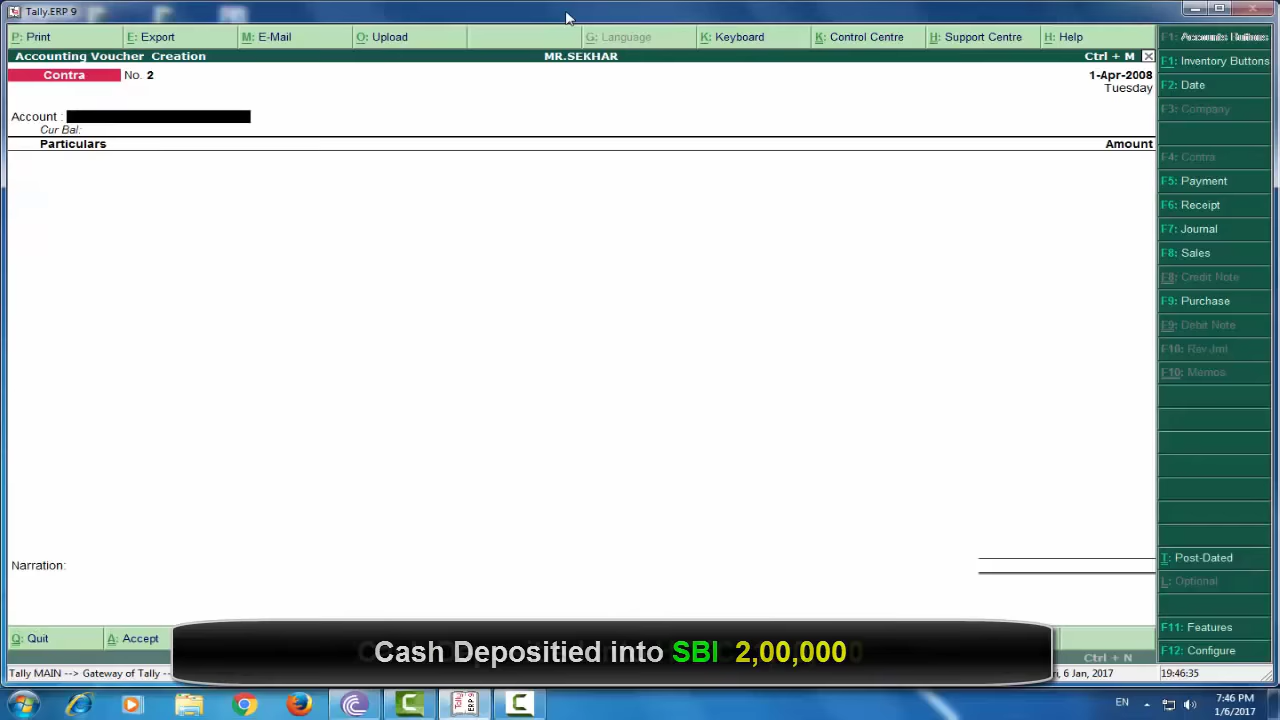 Tally.ERP 9
P: Print
E: Export
M: E-Mail
O: Upload
G: Language
K: Keyboard
K: Control Centre
H: Support Centre
H: Help
Accounting Voucher Creation
MR.SEKHAR
Ctrl + M
Contra No. 2
1-Apr-2008
Tuesday
Account :
Cur Bal:
Particulars
Amount
Narration:
Q: Quit
A: Accept
Ctrl + N
Tally MAIN --> Gateway of Tally --
6 Jan, 2017
19:46:35
F1: Inventory Buttons
F2: Date
F3: Company
F4: Contra
F5: Payment
F6: Receipt
F7: Journal
F8: Sales
F8: Credit Note
F9: Purchase
F9: Debit Note
F10: Rev Jrnl
F10: Memos
T: Post-Dated
L: Optional
F11: Features
F12: Configure
Cash Depositied into SBI 2,00,000
EN
7:46 PM
1/6/2017